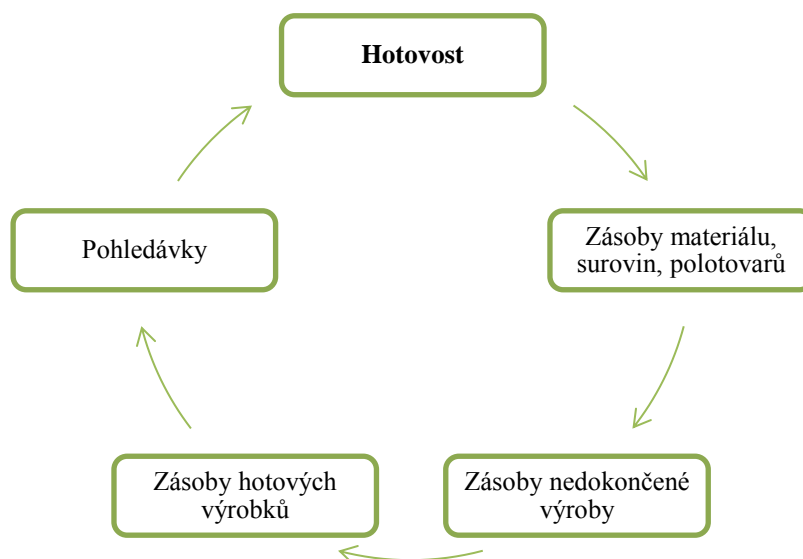 Hotovost
Zásoby materiálu,
surovin, polotovarů
Zásoby nedokončené
výroby
Zásoby hotových
výrobků
Pohledávky